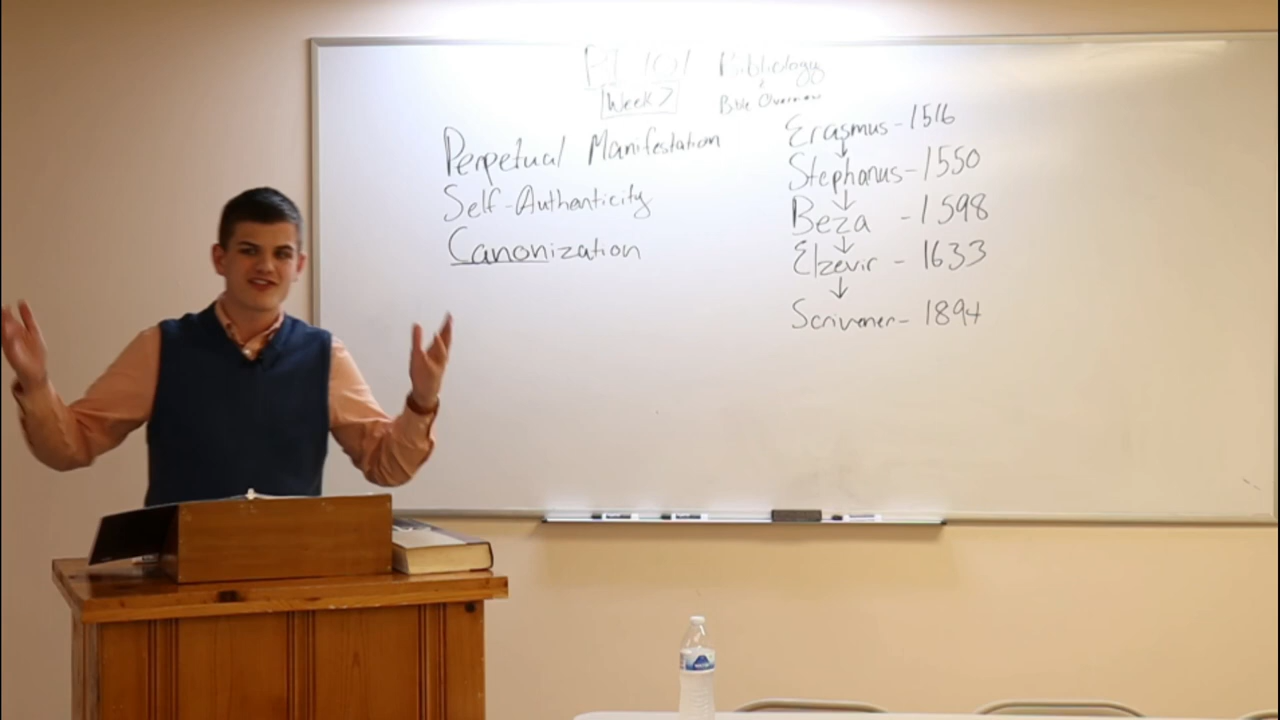 101 Bibliology
Week 7
Bible Overview
Perpetual Manifestation
Self-Authenticity
Canonization
Erasmus - 1516
↓
Stephanus - 1550
↓
Beza - 1598
↓
Elzevir - 1633
↓
Scrivener - 1894